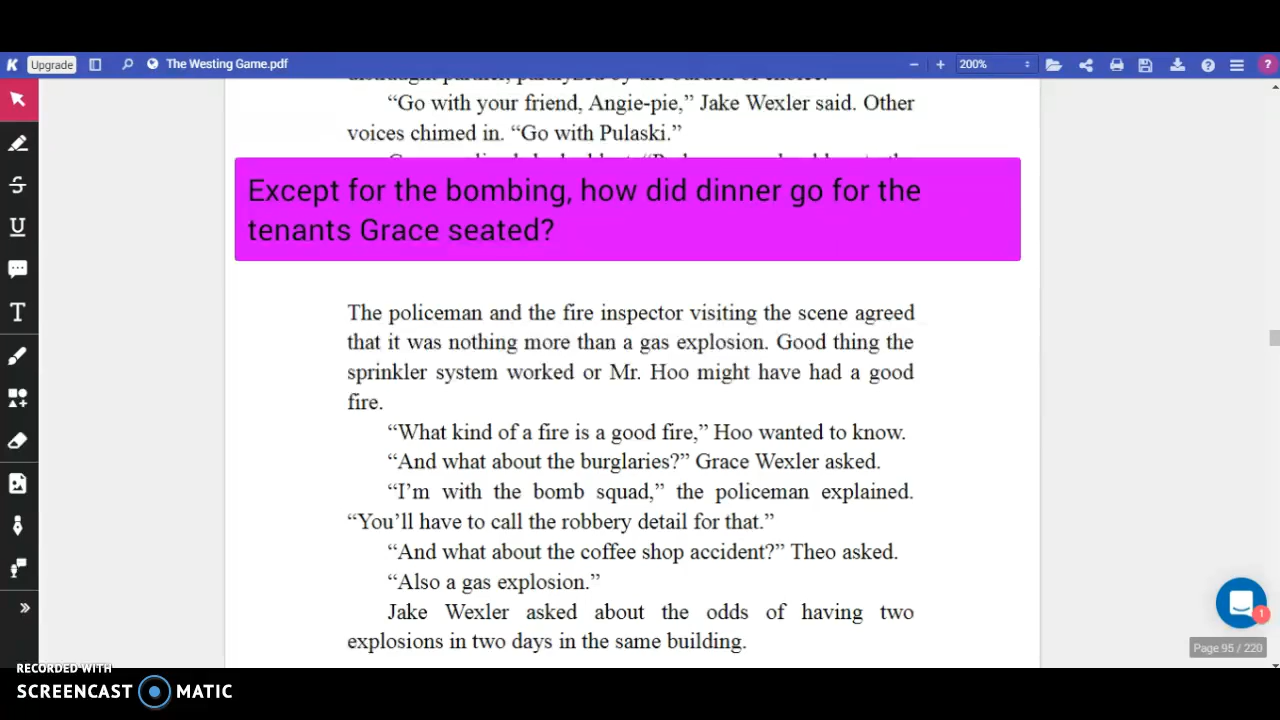 Upgrade
The Westing Game.pdf
200%
?
"Go with your friend, Angie-pie," Jake Wexler said. Other
voices chimed in. "Go with Pulaski."
Except for the bombing, how did dinner go for the
tenants Grace seated?
The policeman and the fire inspector visiting the scene agreed
that it was nothing more than a gas explosion. Good thing the
sprinkler system worked or Mr. Hoo might have had a good
fire.
"What kind of a fire is a good fire," Hoo wanted to know.
"And what about the burglaries?" Grace Wexler asked.
"I'm with the bomb squad," the policeman explained.
"You'll have to call the robbery detail for that."
"And what about the coffee shop accident?" Theo asked.
"Also a gas explosion."
Jake Wexler asked about the odds of having two
explosions in two days in the same building.
1
Page 95 / 220
RECORDED WITH
SCREENCAST MATIC